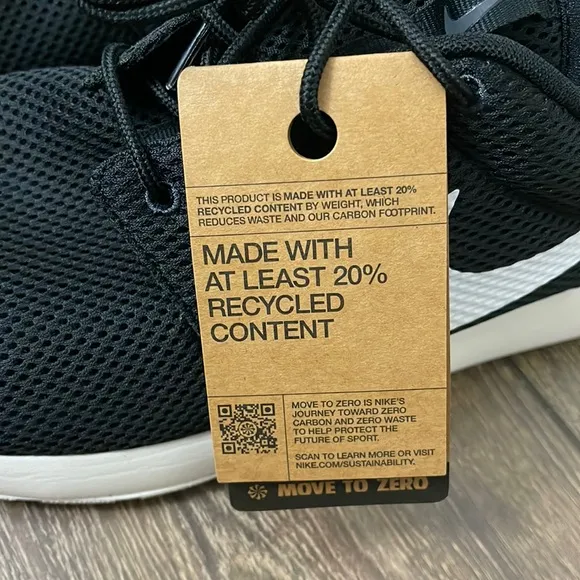 THIS PRODUCT IS MADE WITH AT LEAST 20%
RECYCLED CONTENT BY WEIGHT, WHICH
REDUCES WASTE AND OUR CARBON FOOTPRINT.
MADE WITH
AT LEAST 20%
RECYCLED
CONTENT
MOVE TO ZERO IS NIKE'S
JOURNEY TOWARD ZERO
CARBON AND ZERO WASTE
TO HELP PROTECT THE
FUTURE OF SPORT.
SCAN TO LEARN MORE OR VISIT
NIKE.COM/SUSTAINABILITY.
MOVE TO ZERO